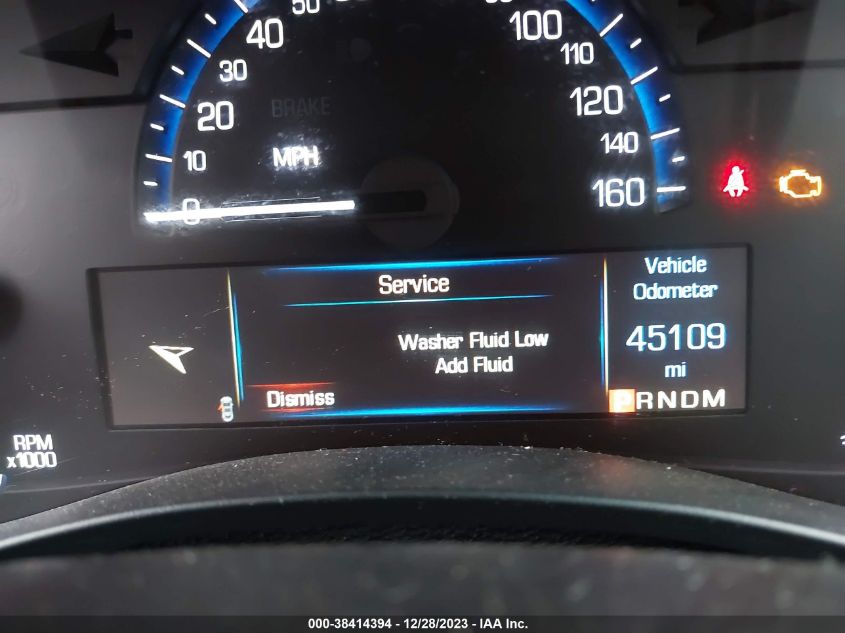 50
40
100
30
110
BRAKE
20
120
10
MPH
140
0
160
Service
Vehicle
Odometer
Washer Fluid Low
Add Fluid
45109
mi
Dismiss
PRNDM
RPM
x1000
000-38414394 - 12/28/2023 - IAA Inc.